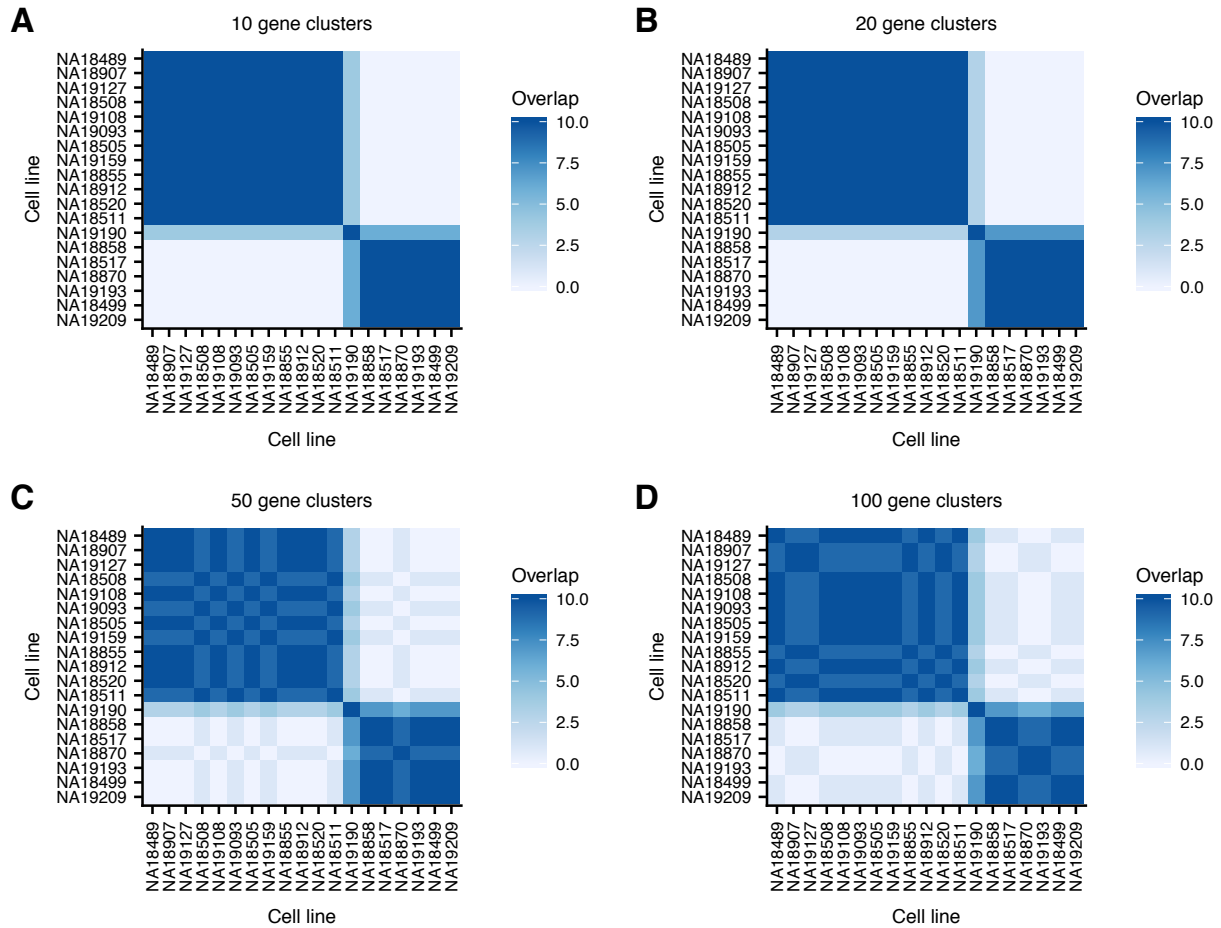 A
10 gene clusters
Cell line
NA18489
NA18907
NA19127
NA18508
NA19108
NA19093
NA18505
NA19159
NA18855
NA18912
NA18520
NA18511
NA19190
NA18858
NA18517
NA18870
NA19193
NA18499
NA19209
NA18489
NA18907
NA19127
NA18508
NA19108
NA19093
NA18505
NA19159
NA18855
NA18912
NA18520
NA18511
NA19190
NA18858
NA18517
NA18870
NA19193
NA18499
NA19209
Cell line
Overlap
10.0
7.5
5.0
2.5
0.0
B
20 gene clusters
Cell line
NA18489
NA18907
NA19127
NA18508
NA19108
NA19093
NA18505
NA19159
NA18855
NA18912
NA18520
NA18511
NA19190
NA18858
NA18517
NA18870
NA19193
NA18499
NA19209
NA18489
NA18907
NA19127
NA18508
NA19108
NA19093
NA18505
NA19159
NA18855
NA18912
NA18520
NA18511
NA19190
NA18858
NA18517
NA18870
NA19193
NA18499
NA19209
Cell line
Overlap
10.0
7.5
5.0
2.5
0.0
C
50 gene clusters
Cell line
NA18489
NA18907
NA19127
NA18508
NA19108
NA19093
NA18505
NA19159
NA18855
NA18912
NA18520
NA18511
NA19190
NA18858
NA18517
NA18870
NA19193
NA18499
NA19209
NA18489
NA18907
NA19127
NA18508
NA19108
NA19093
NA18505
NA19159
NA18855
NA18912
NA18520
NA18511
NA19190
NA18858
NA18517
NA18870
NA19193
NA18499
NA19209
Cell line
Overlap
10.0
7.5
5.0
2.5
0.0
D
100 gene clusters
Cell line
NA18489
NA18907
NA19127
NA18508
NA19108
NA19093
NA18505
NA19159
NA18855
NA18912
NA18520
NA18511
NA19190
NA18858
NA18517
NA18870
NA19193
NA18499
NA19209
NA18489
NA18907
NA19127
NA18508
NA19108
NA19093
NA18505
NA19159
NA18855
NA18912
NA18520
NA18511
NA19190
NA18858
NA18517
NA18870
NA19193
NA18499
NA19209
Cell line
Overlap
10.0
7.5
5.0
2.5
0.0